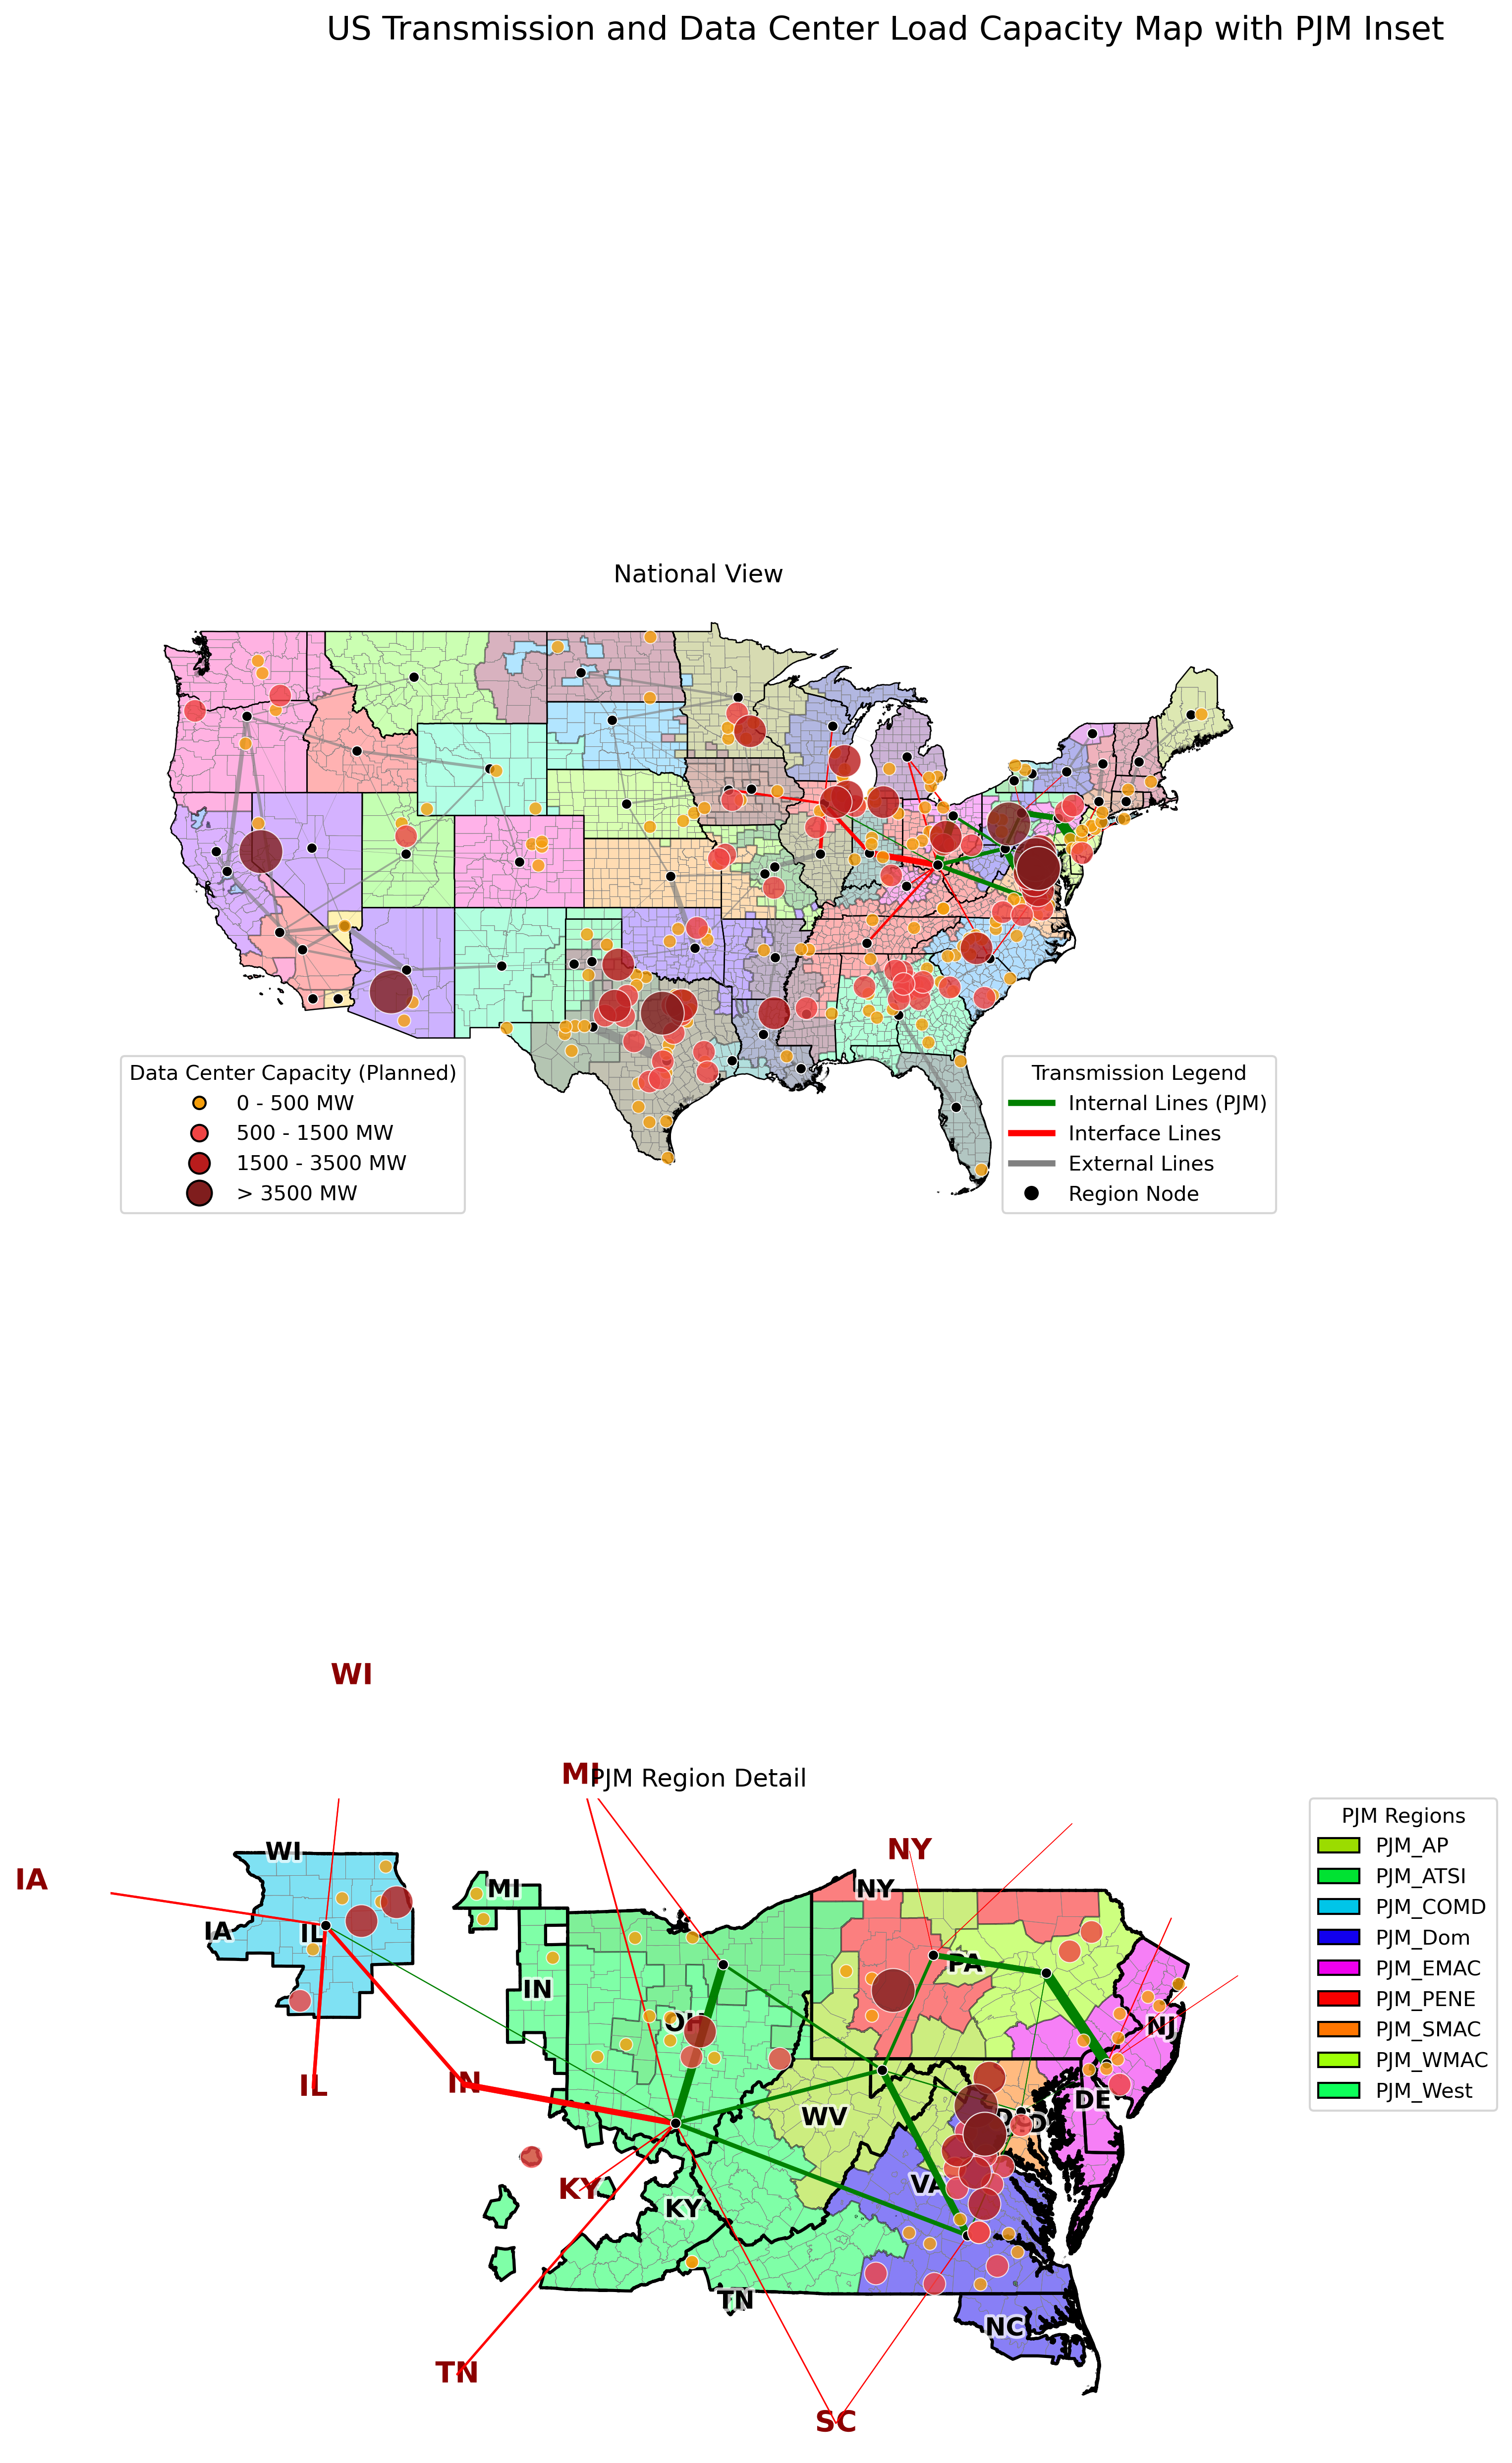 US Transmission and Data Center Load Capacity Map with PJM Inset
National View
Data Center Capacity (Planned)
0 - 500 MW
500 - 1500 MW
1500 - 3500 MW
> 3500 MW
Transmission Legend
Internal Lines (PJM)
Interface Lines
External Lines
Region Node
WI
MI
PJM Region Detail
PJM Regions
PJM_AP
PJM_ATSI
PJM_COMD
PJM_Dom
PJM_EMAC
PJM_PENE
PJM_SMAC
PJM_WMAC
PJM_West
NY
WI
IA
MI
NY
IA
IL
PA
IN
OH
NJ
IL
IN
DE
WV
VA
KY
KY
TN
NC
TN
SC